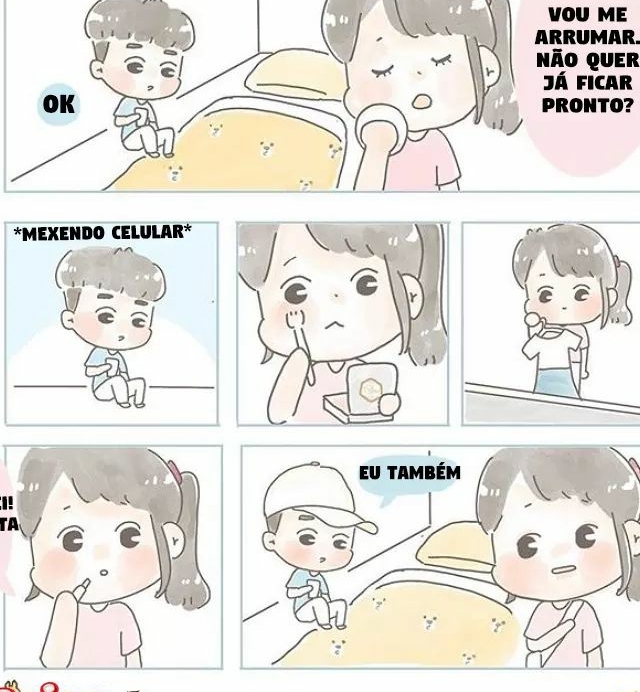 VOU ME
ARRUMAR.
NÃO QUER
JÁ FICAR
PRONTO?
OK
*MEXENDO CELULAR*
EU TAMBÉM